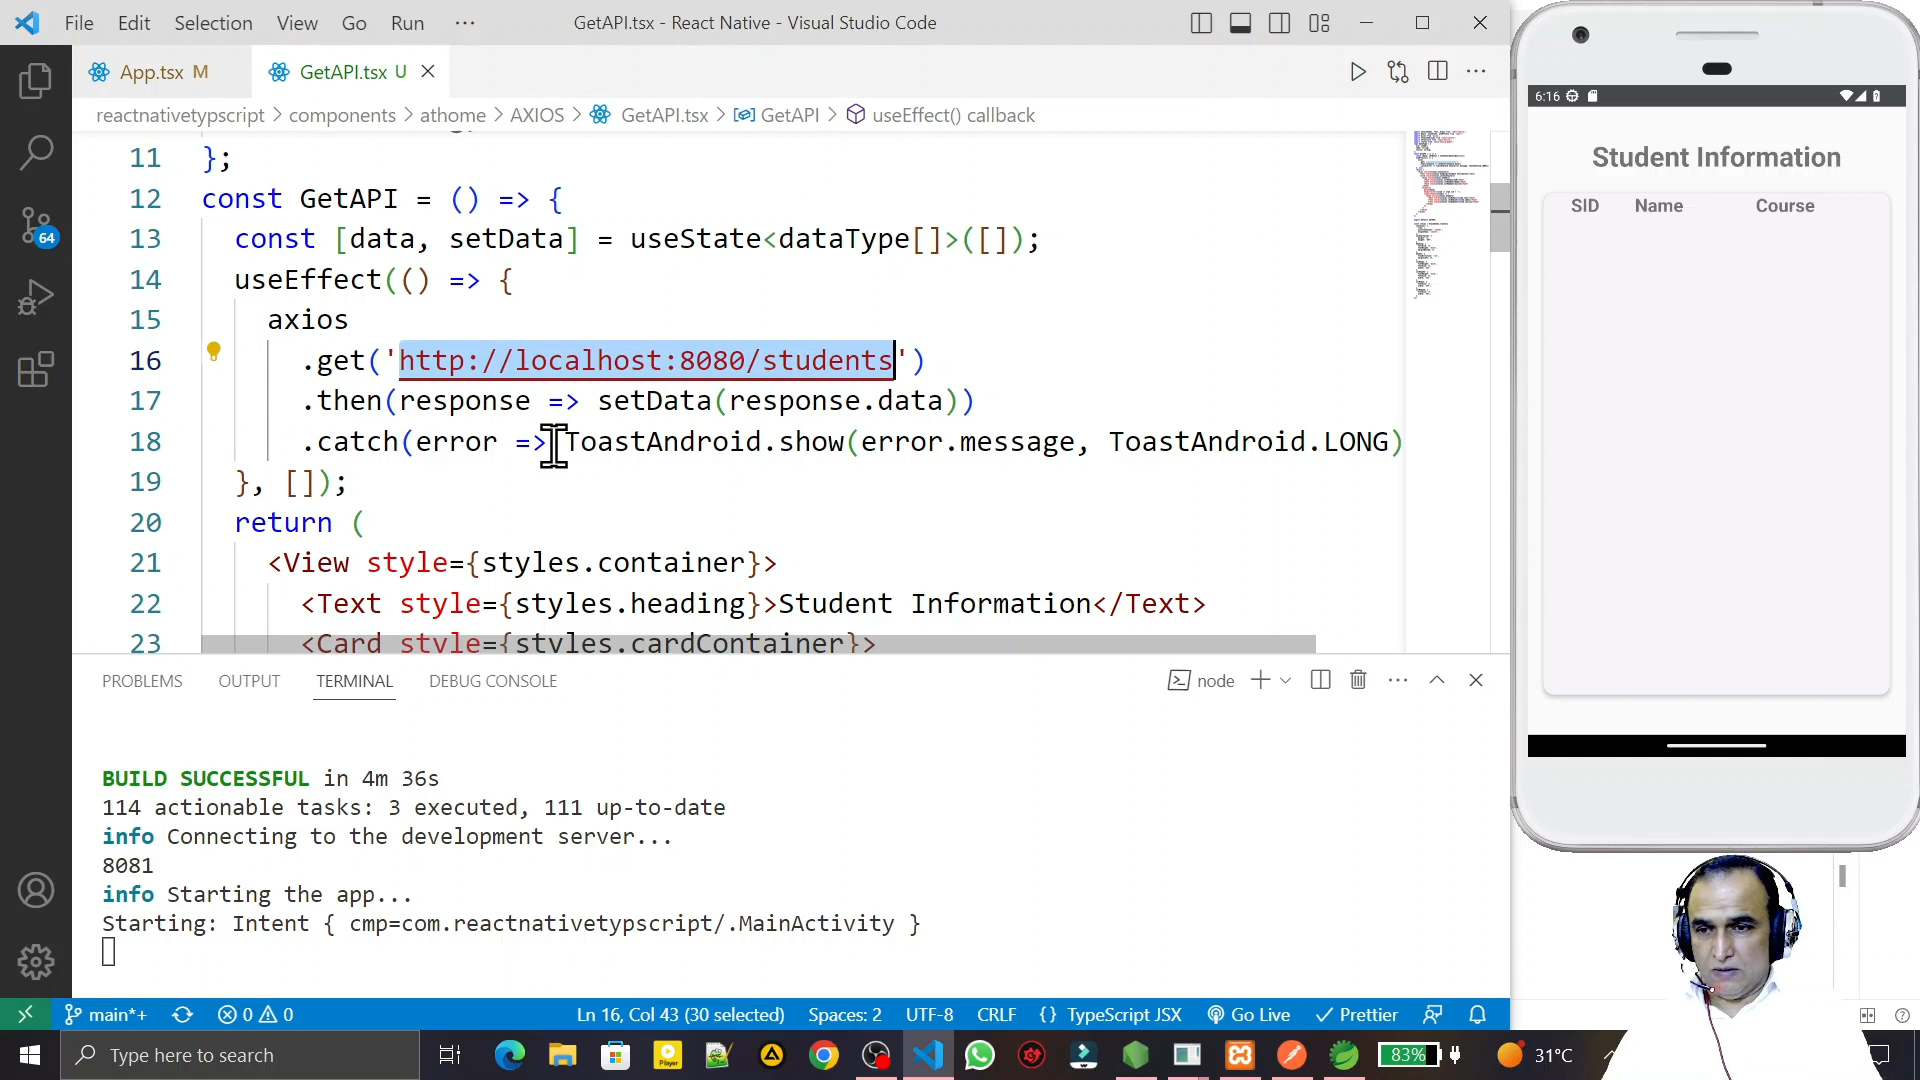 File Edit Selection View Go Run ··· GetAPI.tsx - React Native - Visual Studio Code
App.tsx M GetAPI.tsx U
reactnativetypscript > components > athome > AXIOS > GetAPI.tsx > GetAPI > useEffect() callback
11 };
12 const GetAPI = () => {
13 const [data, setData] = useState<dataType[]>([]);
14 useEffect(() => {
15 axios
16 .get('http://localhost:8080/students')
17 .then(response => setData(response.data))
18 .catch(error => ToastAndroid.show(error.message, ToastAndroid.LONG)
19 }, []);
20 return (
21 <View style={styles.container}>
22 <Text style={styles.heading}>Student Information</Text>
23 <Card style={styles.cardContainer}>
PROBLEMS OUTPUT TERMINAL DEBUG CONSOLE node
BUILD SUCCESSFUL in 4m 36s
114 actionable tasks: 3 executed, 111 up-to-date
info Connecting to the development server...
8081
info Starting the app...
Starting: Intent { cmp=com.reactnativetypscript/.MainActivity }
64
main*+ 0 0 Ln 16, Col 43 (30 selected) Spaces: 2 UTF-8 CRLF {} TypeScript JSX Go Live Prettier
Type here to search 83% 31°C
6:16
Student Information
SID Name Course